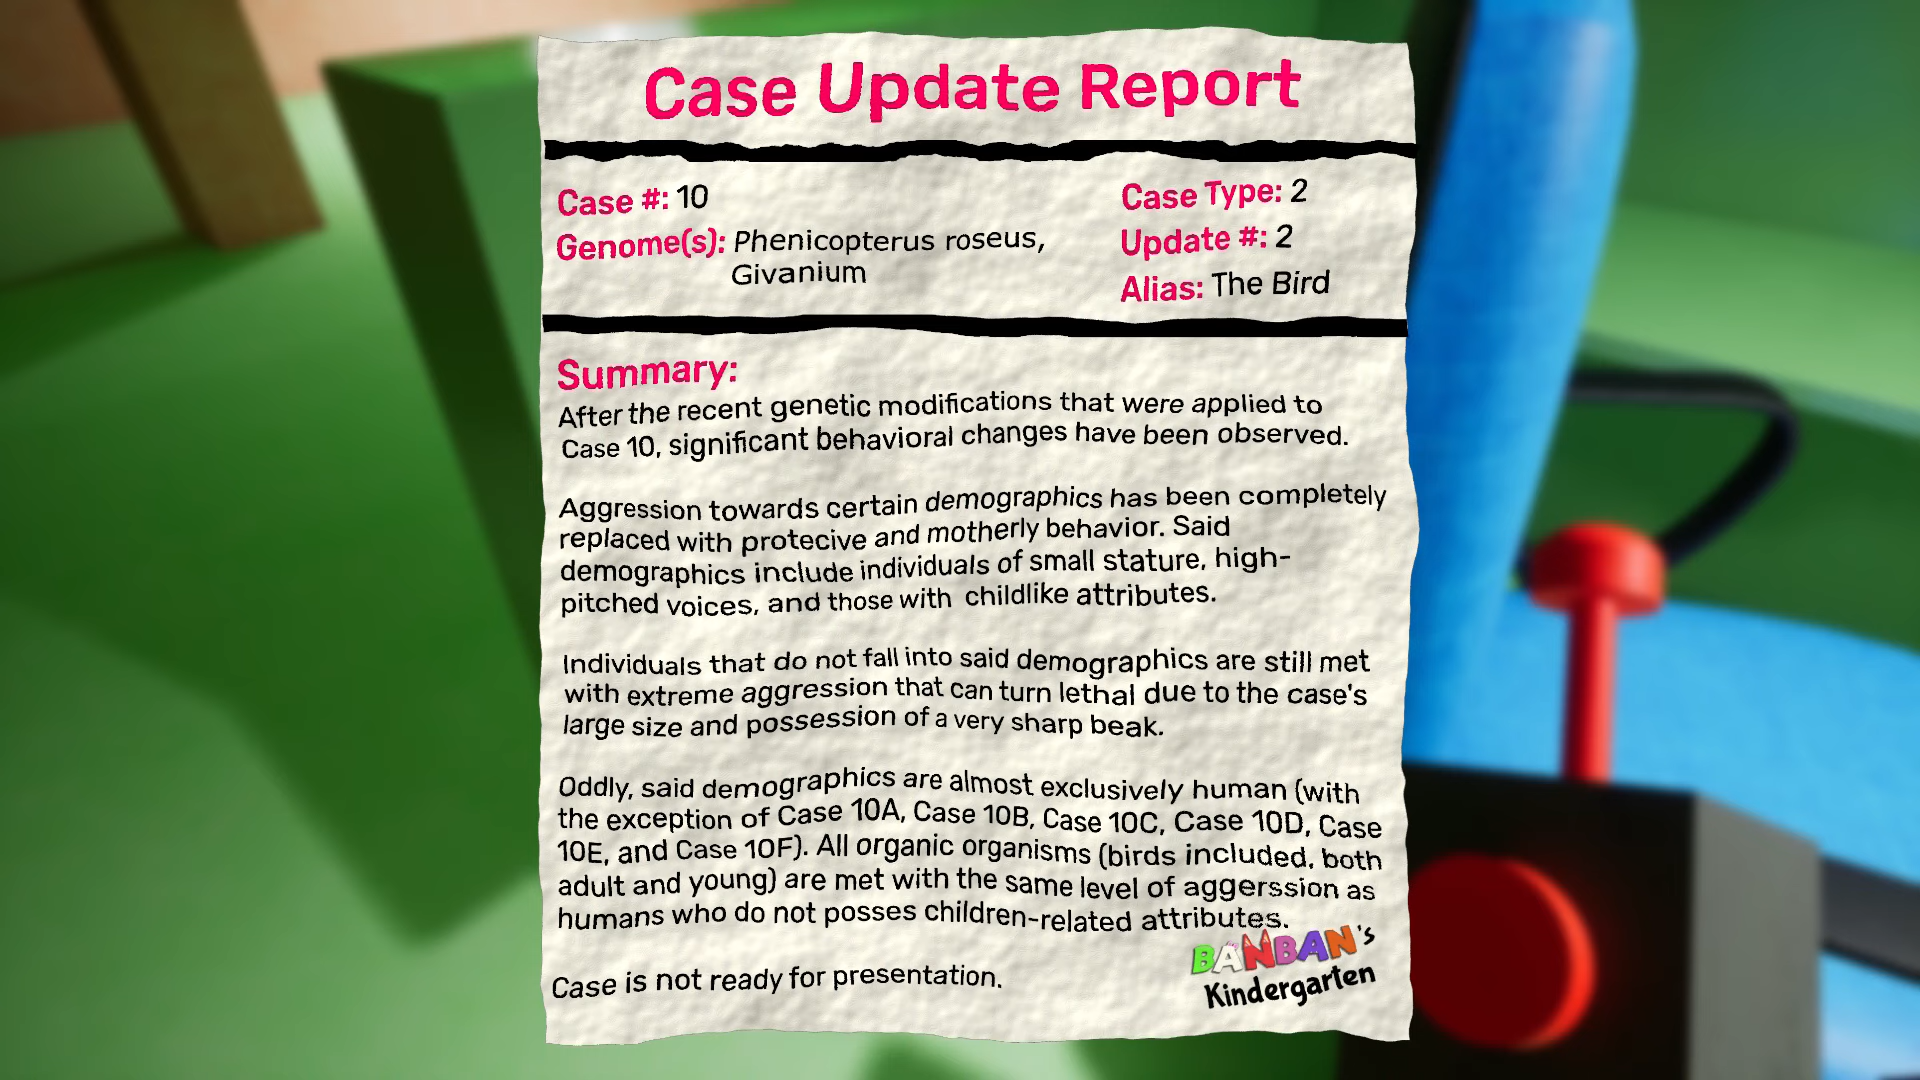 Case Update Report
Case #: 10
Genome(s): Phenicopterus roseus,
Givanium
Case Type: 2
Update #: 2
Alias: The Bird
Summary:
After the recent genetic modifications that were applied to
Case 10, significant behavioral changes have been observed.
Aggression towards certain demographics has been completely
replaced with protecive and motherly behavior. Said
demographics include individuals of small stature, high-
pitched voices, and those with childlike attributes.
Individuals that do not fall into said demographics are still met
with extreme aggression that can turn lethal due to the case's
large size and possession of a very sharp beak.
Oddly, said demographics are almost exclusively human (with
the exception of Case 10A, Case 10B, Case 10C, Case 10D, Case
10E, and Case 10F). All organic organisms (birds included, both
adult and young) are met with the same level of aggerssion as
humans who do not posses children-related attributes.
Case is not ready for presentation.
BANBAN's
Kindergarten